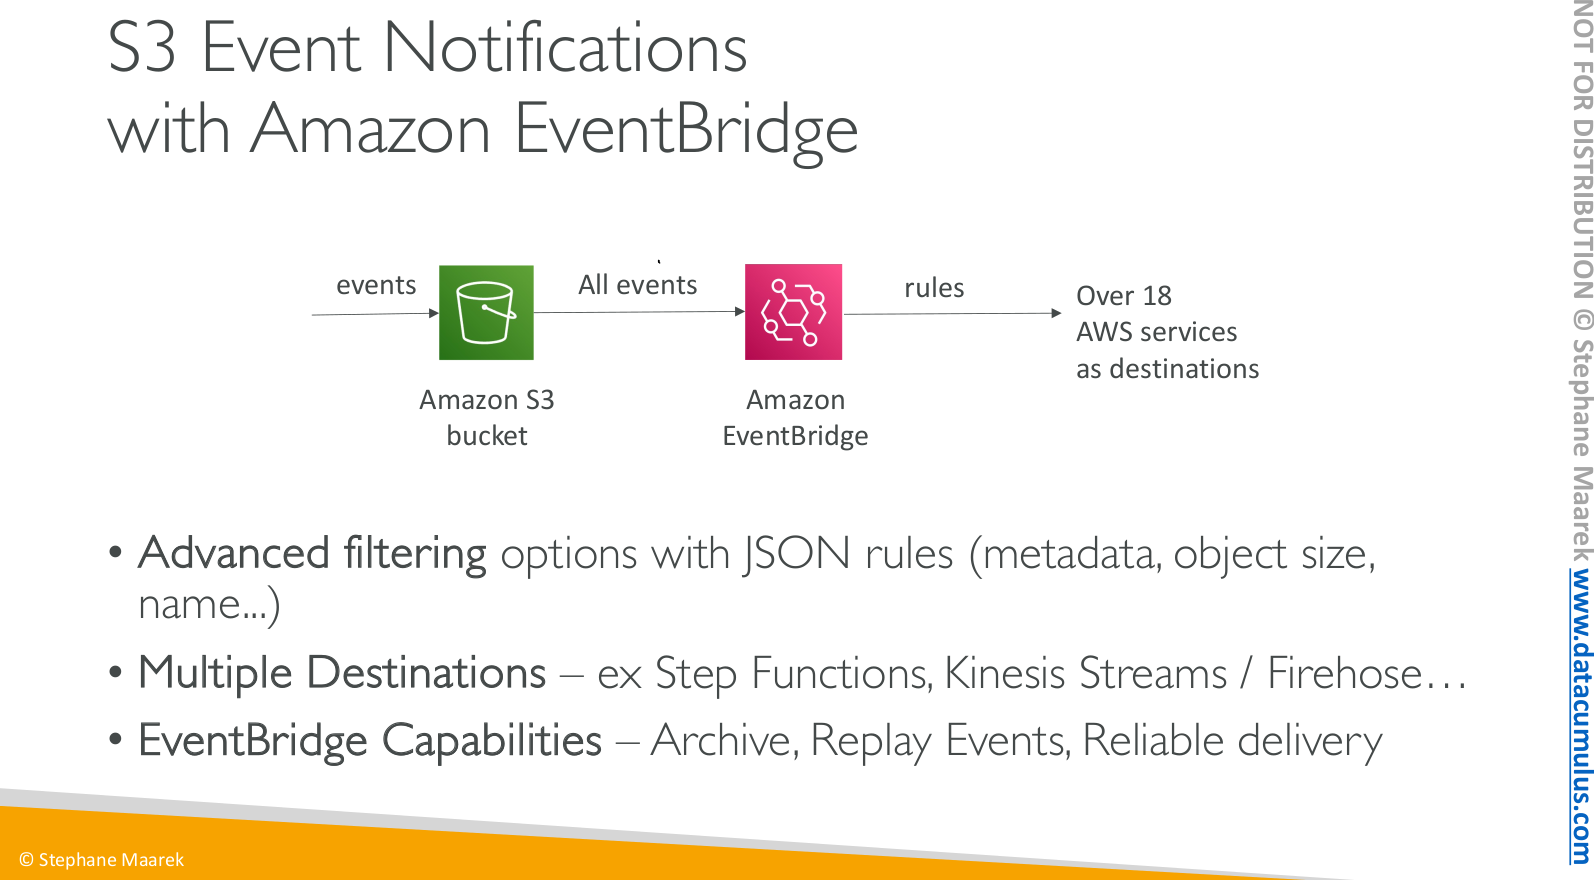 S3 Event Notifications
with Amazon EventBridge
events
All events
rules
Over 18
AWS services
as destinations
Amazon S3
bucket
Amazon
EventBridge
• Advanced filtering options with JSON rules (metadata, object size,
name...)
• Multiple Destinations – ex Step Functions, Kinesis Streams / Firehose…
• EventBridge Capabilities – Archive, Replay Events, Reliable delivery
© Stephane Maarek
NOT FOR DISTRIBUTION © Stephane Maarek www.datacumulus.com